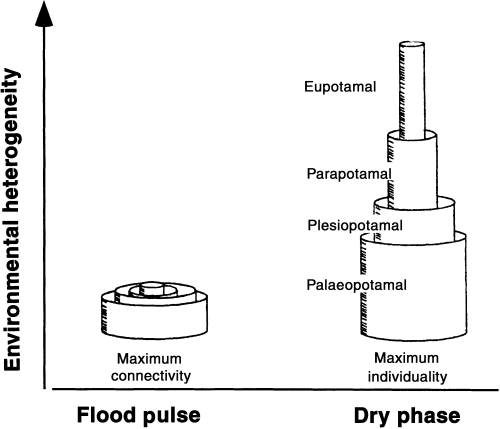 Environmental heterogeneity
Eupotamal
Parapotamal
Plesiopotamal
Palaeopotamal
Maximum
connectivity
Maximum
individuality
Flood pulse
Dry phase